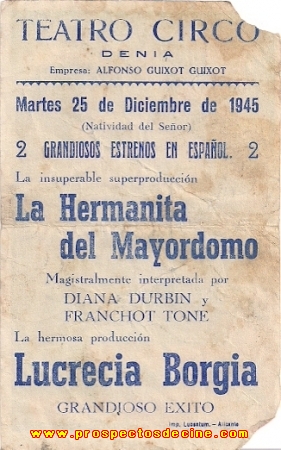 TEATRO CIRCO
DENIA
Empresa: ALFONSO GUIXOT GUIXOT
Martes 25 de Diciembre de 1945
(Natividad del Señor)
2 GRANDIOSOS ESTRENOS EN ESPAÑOL. 2
La insuperable superproducción
La Hermanita
del Mayordomo
Magistralmente interpretada por
DIANA DURBIN y
FRANCHOT TONE
La hermosa producción
Lucrecia Borgia
GRANDIOSO EXITO
Imp. Lucentum. - Alicante
www.prospectosdecine.com